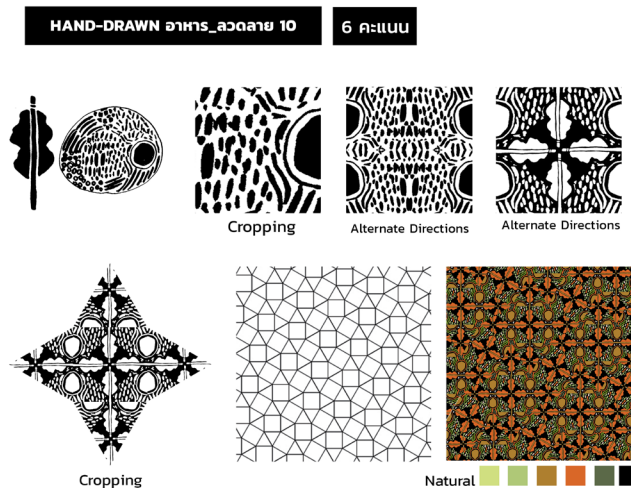 HAND-DRAWN อาหาร_ลวดลาย 10
6 คะแนน
Cropping
Alternate Directions
Alternate Directions
Cropping
Natural